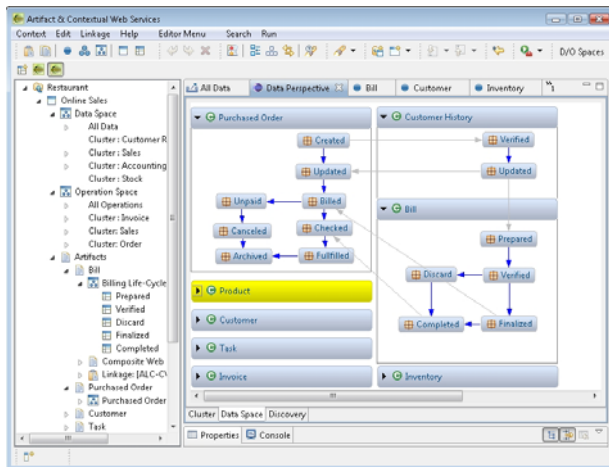 Artifact & Contextual Web Services
Context Edit Linkage Help Editor Menu Search Run
D/O Spaces
Restaurant
Online Sales
Data Space
All Data
Cluster : Customer R
Cluster : Sales
Cluster : Accounting
Cluster : Stock
Operation Space
All Operations
Cluster: Invoice
Cluster: Sales
Cluster: Order
Artifacts
Bill
Billing Life-Cycle
Prepared
Verified
Discard
Finalized
Completed
Composite Web
Linkage: [ALC-C
Purchased Order
Purchased Order
Customer
Task
All Data Data Perspective Bill Customer Inventory
Purchased Order
Created
Updated
Unpaid Billed
Canceled Checked
Archived Fullfilled
Product
Customer
Task
Invoice
Customer History
Verified
Updated
Bill
Prepared
Discard Verified
Completed Finalized
Inventory
Cluster Data Space Discovery
Properties Console